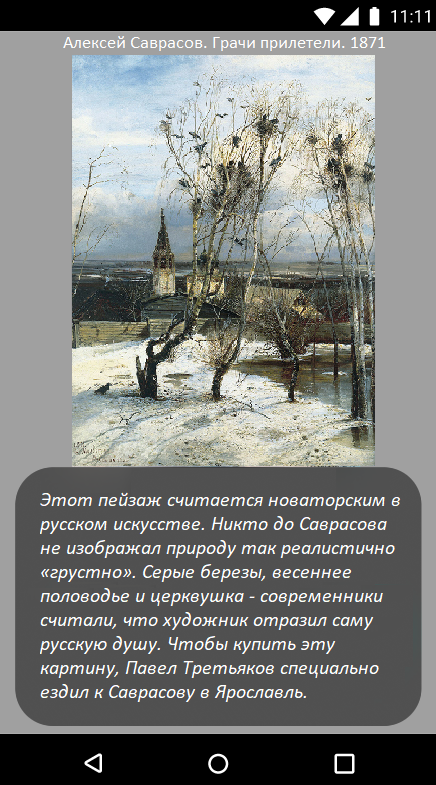 11:11
Алексей Саврасов. Грачи прилетели. 1871
Этот пейзаж считается новаторским в
русском искусстве. Никто до Саврасова
не изображал природу так реалистично
«грустно». Серые березы, весеннее
половодье и церквушка - современники
считали, что художник отразил саму
русскую душу. Чтобы купить эту
картину, Павел Третьяков специально
ездил к Саврасову в Ярославль.